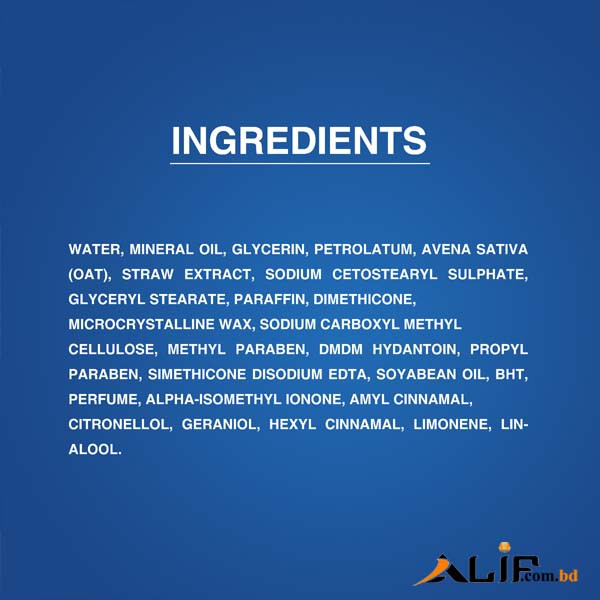 INGREDIENTS
WATER, MINERAL OIL, GLYCERIN, PETROLATUM, AVENA SATIVA
(OAT), STRAW EXTRACT, SODIUM CETOSTEARYL SULPHATE,
GLYCERYL STEARATE, PARAFFIN, DIMETHICONE,
MICROCRYSTALLINE WAX, SODIUM CARBOXYL METHYL
CELLULOSE, METHYL PARABEN, DMDM HYDANTOIN, PROPYL
PARABEN, SIMETHICONE DISODIUM EDTA, SOYABEAN OIL, BHT,
PERFUME, ALPHA-ISOMETHYL IONONE, AMYL CINNAMAL,
CITRONELLOL, GERANIOL, HEXYL CINNAMAL, LIMONENE, LIN-
ALOOL.
ALIF.com.bd